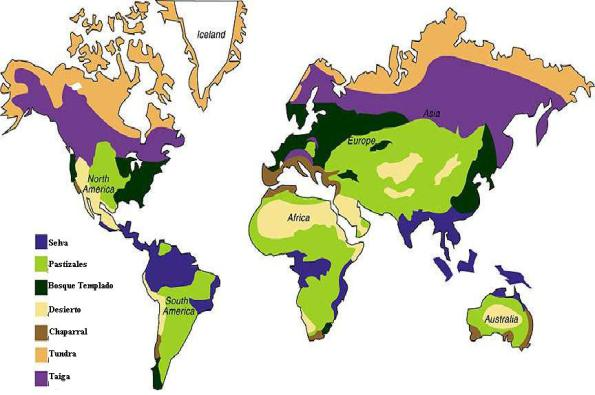 Iceland
Asia
Europe
North
America
Africa
South
America
Australia
Selva
Pastizales
Bosque Templado
Desierto
Chaparral
Tundra
Taiga